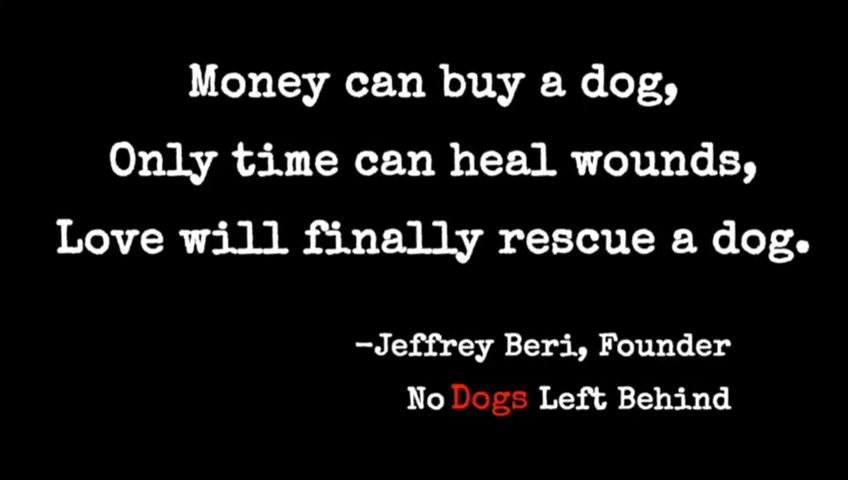 Money can buy a dog,
Only time can heal wounds,
Love will finally rescue a dog.
-Jeffrey Beri, Founder
No Dogs Left Behind